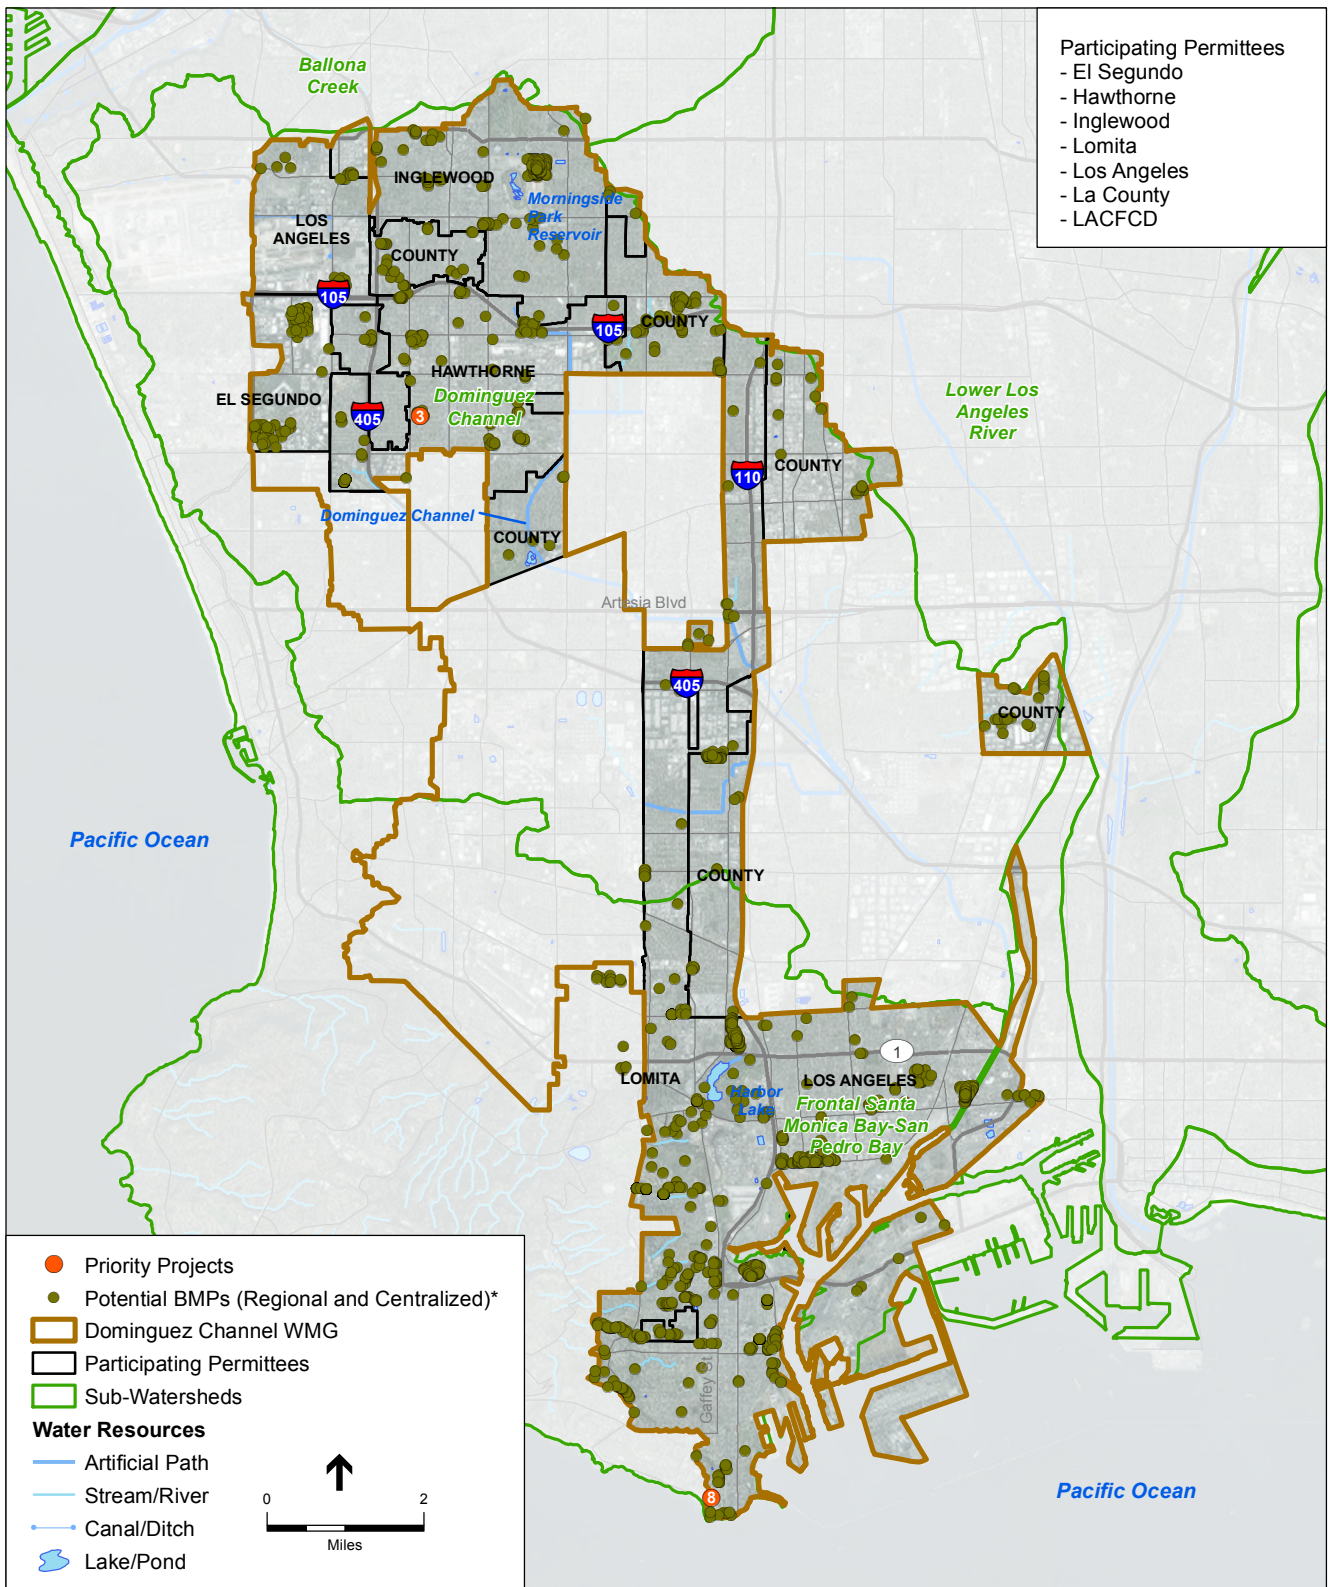 Participating Permittees
- El Segundo
- Hawthorne
- Inglewood
- Lomita
- Los Angeles
- La County
- LACFCD
Ballona
Creek
INGLEWOOD
Morningside
Park
Reservoir
LOS
ANGELES
COUNTY
105
105
COUNTY
HAWTHORNE
EL SEGUNDO
Dominguez
Channel
405
3
Lower Los
Angeles
River
COUNTY
110
Dominguez Channel
COUNTY
Artesia Blvd
405
COUNTY
Pacific Ocean
COUNTY
1
LOMITA
LOS ANGELES
Harbor
Lake
Frontal Santa
Monica Bay-San
Pedro Bay
Gaffey St
8
Pacific Ocean
Priority Projects
Potential BMPs (Regional and Centralized)*
Dominguez Channel WMG
Participating Permittees
Sub-Watersheds
Water Resources
Artificial Path
Stream/River
Canal/Ditch
Lake/Pond
0 2
Miles